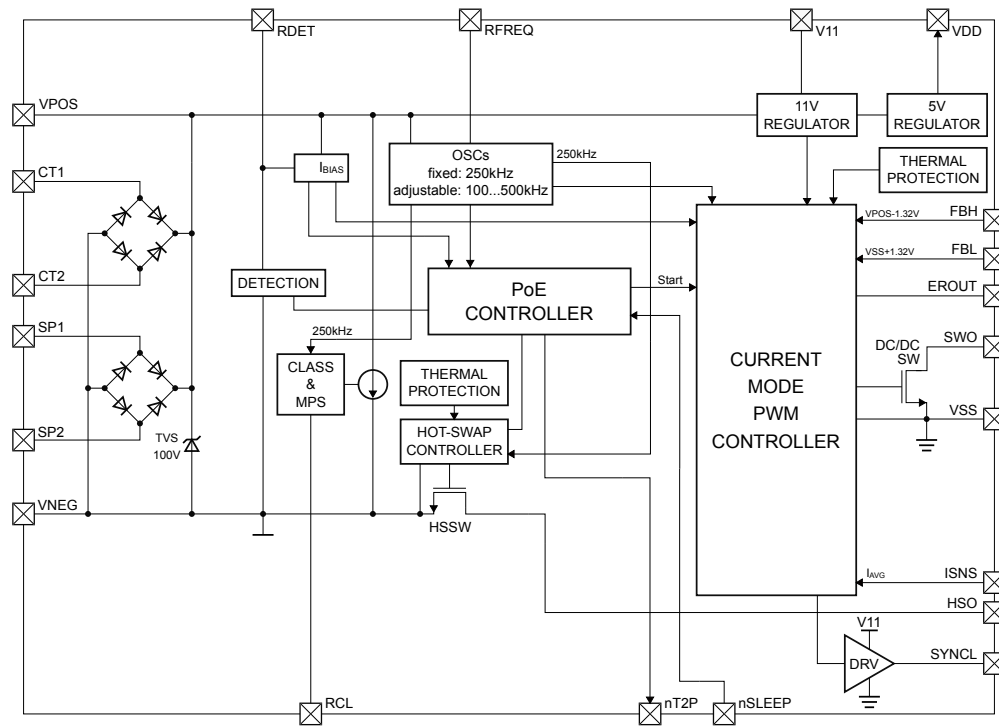 RDET
RFREQ
V11
VDD
VPOS
11V
REGULATOR
5V
REGULATOR
CT1
IBIAS
OSCs
fixed: 250kHz
adjustable: 100...500kHz
250kHz
THERMAL
PROTECTION
VPOS-1.32V
FBH
VSS+1.32V
FBL
CT2
DETECTION
PoE
CONTROLLER
Start
EROUT
SP1
250kHz
CLASS
&
MPS
THERMAL
PROTECTION
CURRENT
MODE
PWM
CONTROLLER
DC/DC
SW
SWO
VSS
SP2
TVS
100V
HOT-SWAP
CONTROLLER
VNEG
HSSW
IAVG
ISNS
HSO
V11
DRV
SYNCL
RCL
nT2P
nSLEEP